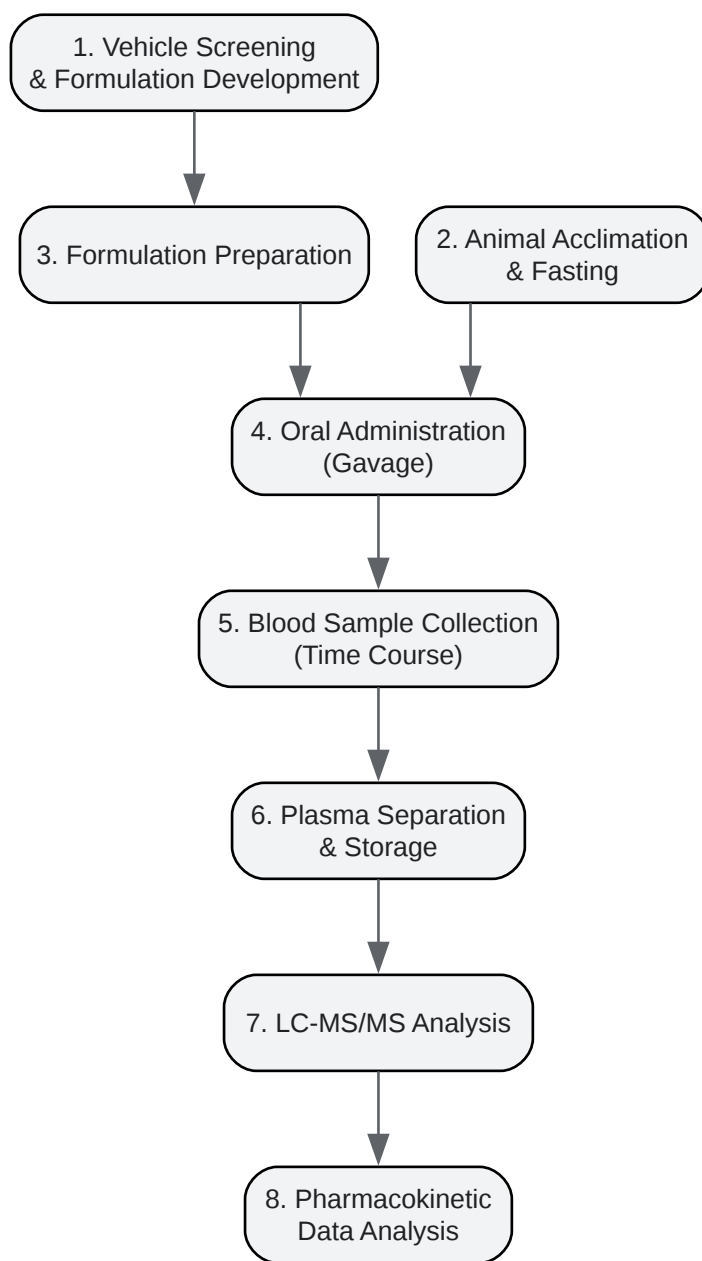 1. Vehicle Screening
& Formulation Development
3. Formulation Preparation
2. Animal Acclimation
& Fasting
4. Oral Administration
(Gavage)
5. Blood Sample Collection
(Time Course)
6. Plasma Separation
& Storage
7. LC-MS/MS Analysis
8. Pharmacokinetic
Data Analysis